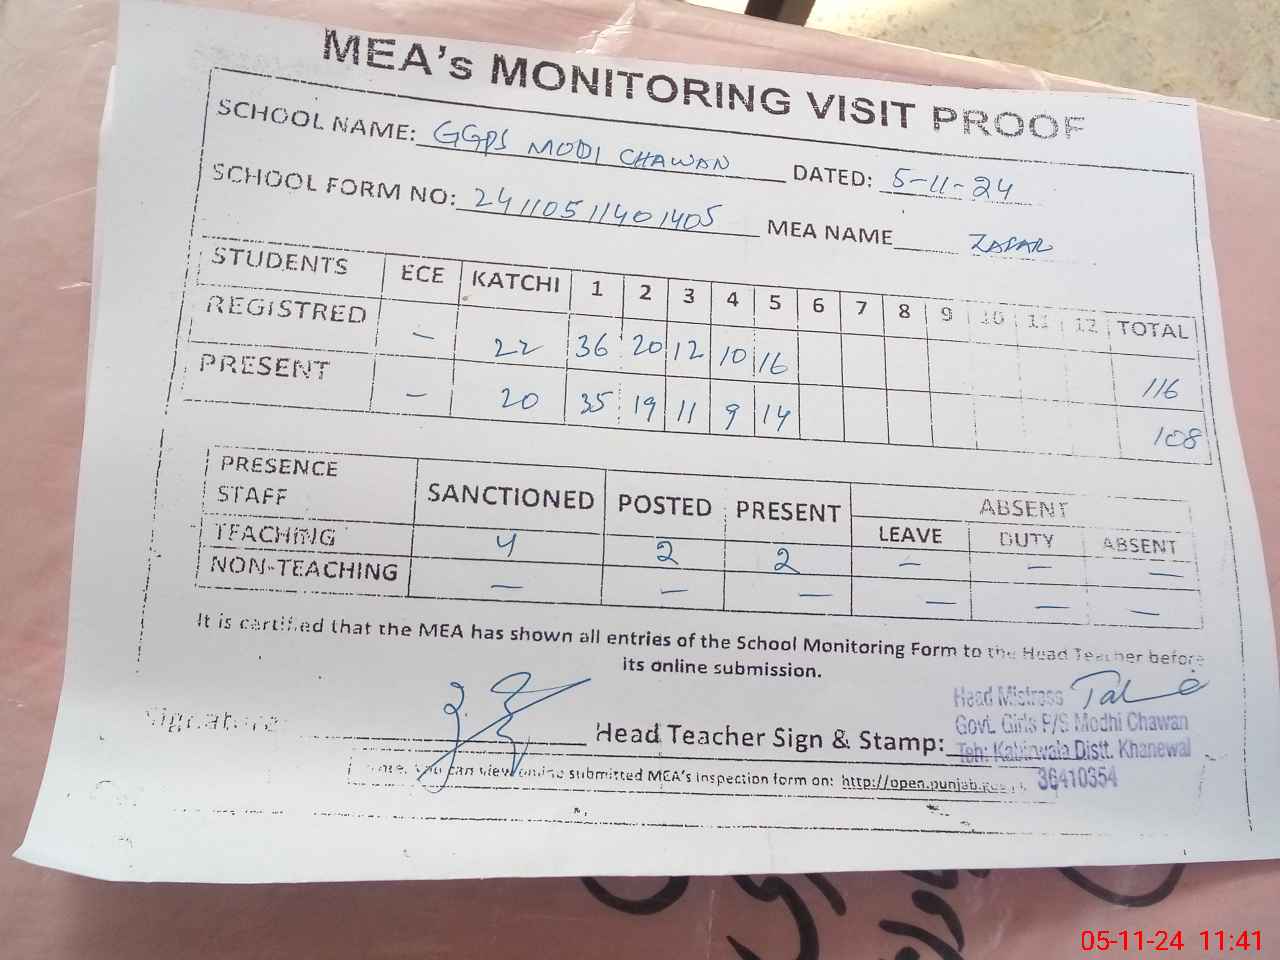 MEA's MONITORING VISIT PROOF
SCHOOL NAME: GGPS MODI CHAWAN DATED: 5-11-24
SCHOOL FORM NO: 24110511401405 MEA NAME ZAFAR
STUDENTS ECE KATCHI 1 2 3 4 5 6 7 8 9 10 11 12 TOTAL
REGISTRED - 22 36 20 12 10 16 116
PRESENT - 20 35 19 11 9 14 108
PRESENCE STAFF SANCTIONED POSTED PRESENT ABSENT
LEAVE DUTY ABSENT
TEACHING 4 2 2 - - -
NON-TEACHING - - - - - -
It is certified that the MEA has shown all entries of the School Monitoring Form to the Head Teacher before
its online submission.
Signature Head Teacher Sign & Stamp:
Head Mistress
Govt. Girls P/S Modhi Chawan
Teh: Kabirwala Distt. Khanewal
36410354
Note: You can view online submitted MEA's inspection form on: http://open.punjab.
05-11-24 11:41